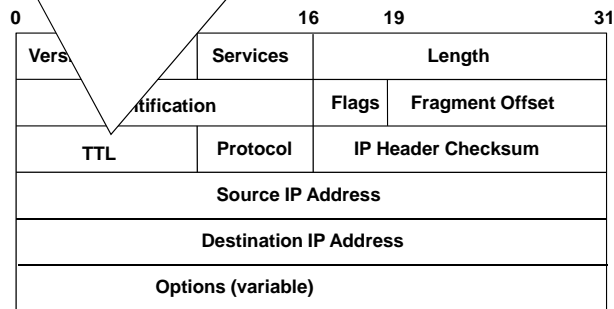 0 16 19 31
Vers Services Length
ntification Flags Fragment Offset
TTL Protocol IP Header Checksum
Source IP Address
Destination IP Address
Options (variable)